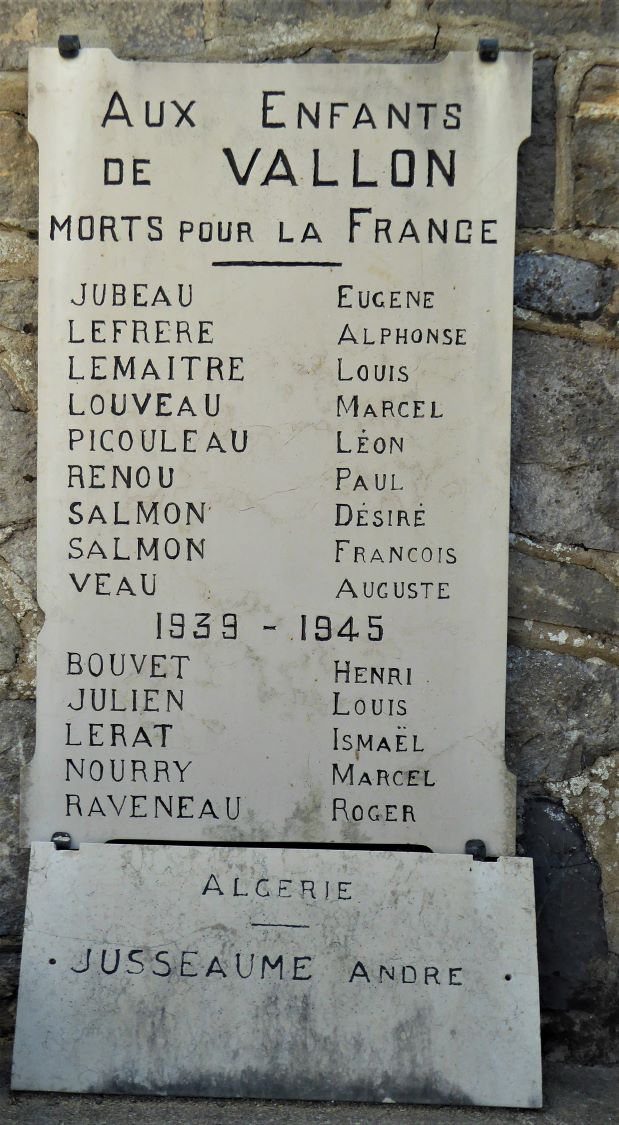 AUX ENFANTS
DE VALLON
MORTS POUR LA FRANCE
JUBEAU EUGENE
LEFRERE ALPHONSE
LEMAITRE LOUIS
LOUVEAU MARCEL
PICOULEAU LÉON
RENOU PAUL
SALMON DÉSIRÉ
SALMON FRANCOIS
VEAU AUGUSTE
1939 - 1945
BOUVET HENRI
JULIEN LOUIS
LERAT ISMAËL
NOURRY MARCEL
RAVENEAU ROGER
ALGERIE
JUSSEAUME ANDRE